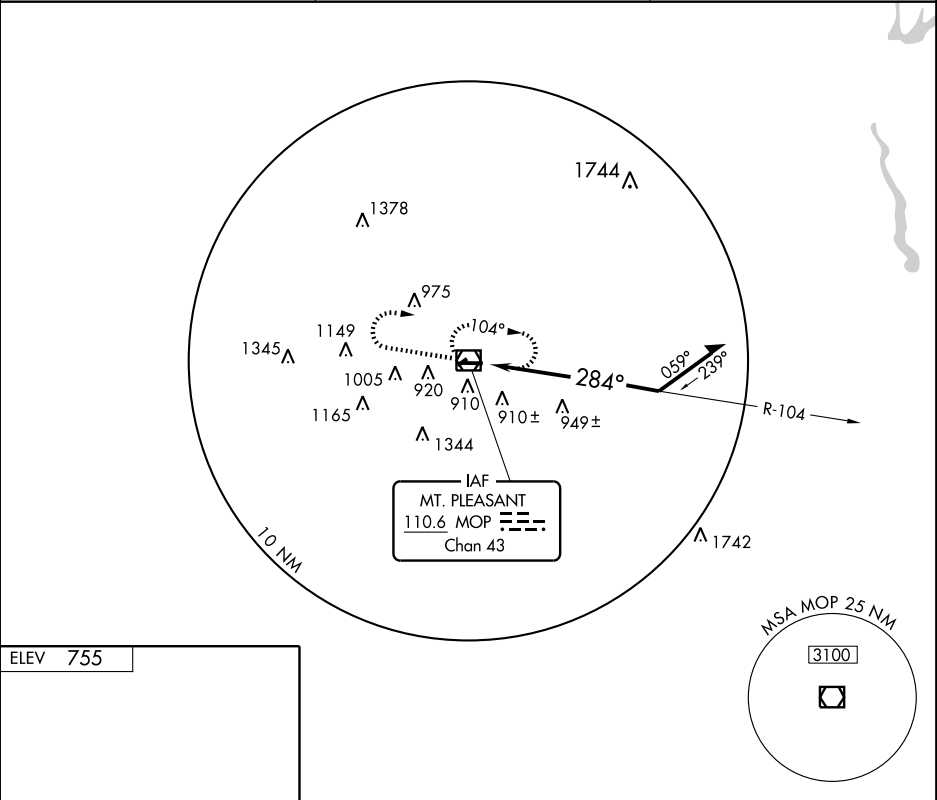 1744
1378
975
104°
1149
1345
1005
920
910
910±
949±
1165
1344
284°
059°
239°
R-104
IAF
MT. PLEASANT
110.6 MOP
Chan 43
1742
10 NM
MSA MOP 25 NM
3100
ELEV 755